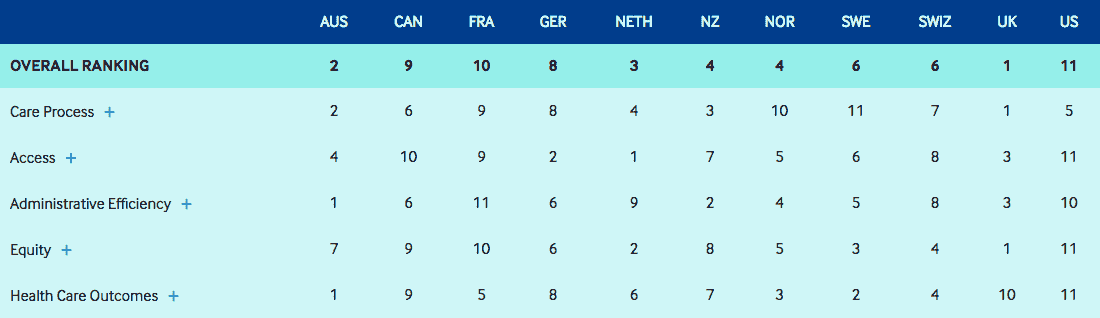 AUS CAN FRA GER NETH NZ NOR SWE SWIZ UK US
OVERALL RANKING 2 9 10 8 3 4 4 6 6 1 11
Care Process + 2 6 9 8 4 3 10 11 7 1 5
Access + 4 10 9 2 1 7 5 6 8 3 11
Administrative Efficiency + 1 6 11 6 9 2 4 5 8 3 10
Equity + 7 9 10 6 2 8 5 3 4 1 11
Health Care Outcomes + 1 9 5 8 6 7 3 2 4 10 11